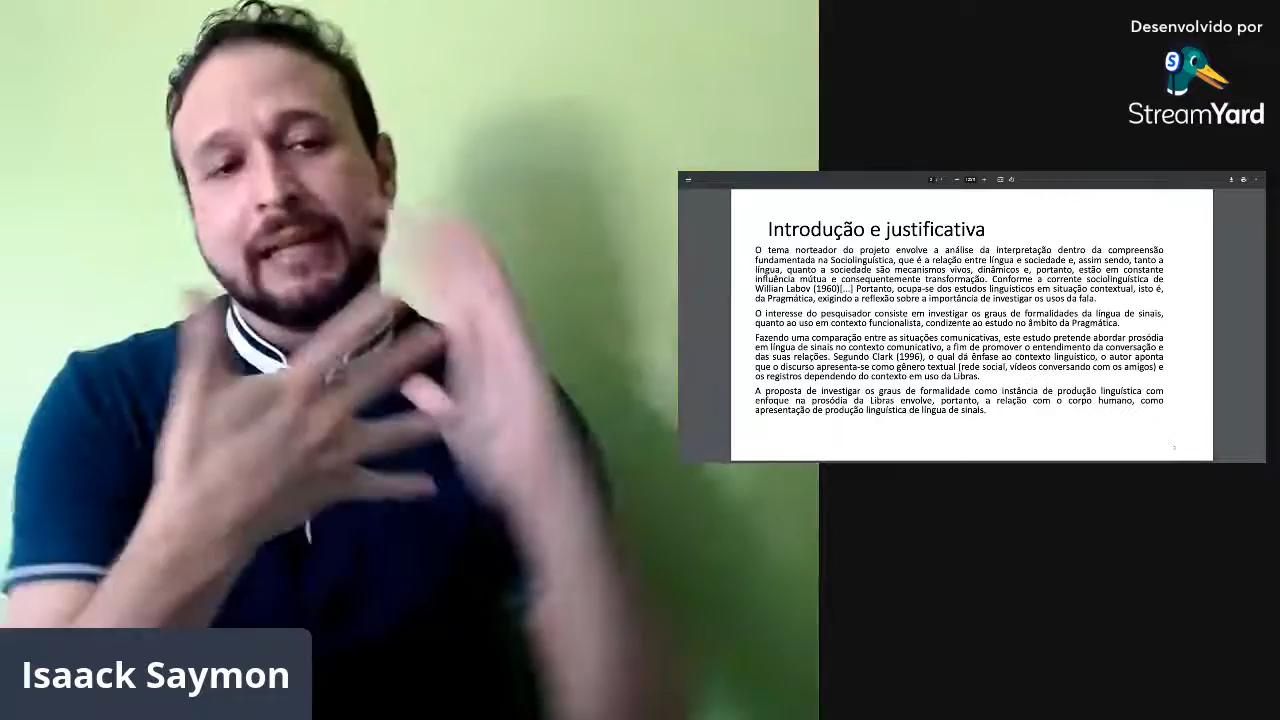 Desenvolvido por
StreamYard
Introdução e justificativa
O tema norteador do projeto envolve a análise da interpretação dentro da compreensão
fundamentada na Sociolinguística, que é a relação entre língua e sociedade e, assim sendo, tanto a
língua, quanto a sociedade são mecanismos vivos, dinâmicos e, portanto, estão em constante
influência mútua e consequentemente transformação. Conforme a corrente sociolinguística de
Willian Labov (1960)[...] Portanto, ocupa-se dos estudos linguísticos em situação contextual, isto é,
da Pragmática, exigindo a reflexão sobre a importância de investigar os usos da fala.
O interesse do pesquisador consiste em investigar os graus de formalidades da língua de sinais,
quanto ao uso em contexto funcionalista, condizente ao estudo no âmbito da Pragmática.
Fazendo uma comparação entre as situações comunicativas, este estudo pretende abordar prosódia
em língua de sinais no contexto comunicativo, a fim de promover o entendimento da conversação e
das suas relações. Segundo Clark (1996), o qual dá ênfase ao contexto linguístico, o autor aponta
que o discurso apresenta-se como gênero textual (rede social, vídeos conversando com os amigos) e
os registros dependendo do contexto em uso da Libras.
A proposta de investigar os graus de formalidade como instância de produção linguística com
enfoque na prosódia da Libras envolve, portanto, a relação com o corpo humano, como
apresentação de produção linguística de língua de sinais.
Isaack Saymon